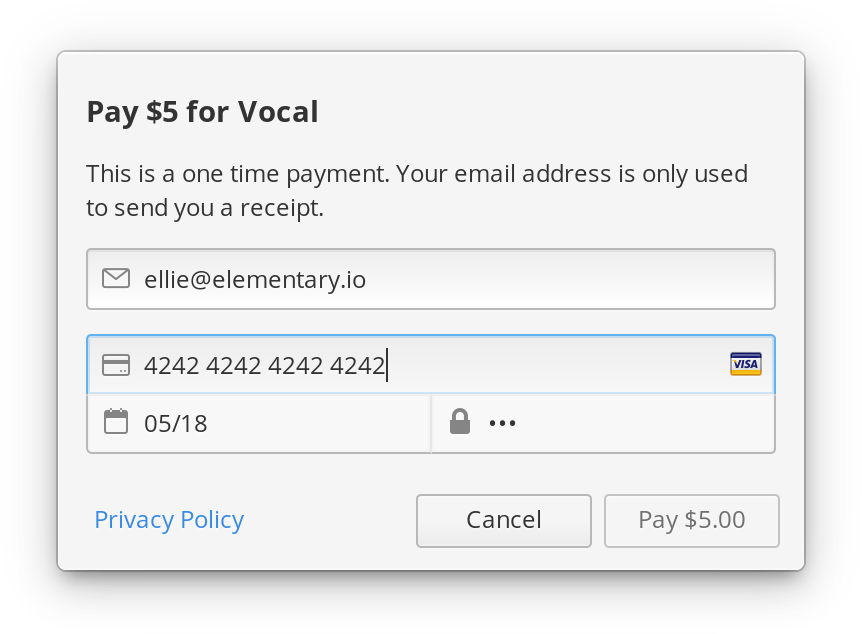 Pay $5 for Vocal
This is a one time payment. Your email address is only used
to send you a receipt.
ellie@elementary.io
4242 4242 4242 4242 VISA
05/18 •••
Privacy Policy Cancel Pay $5.00